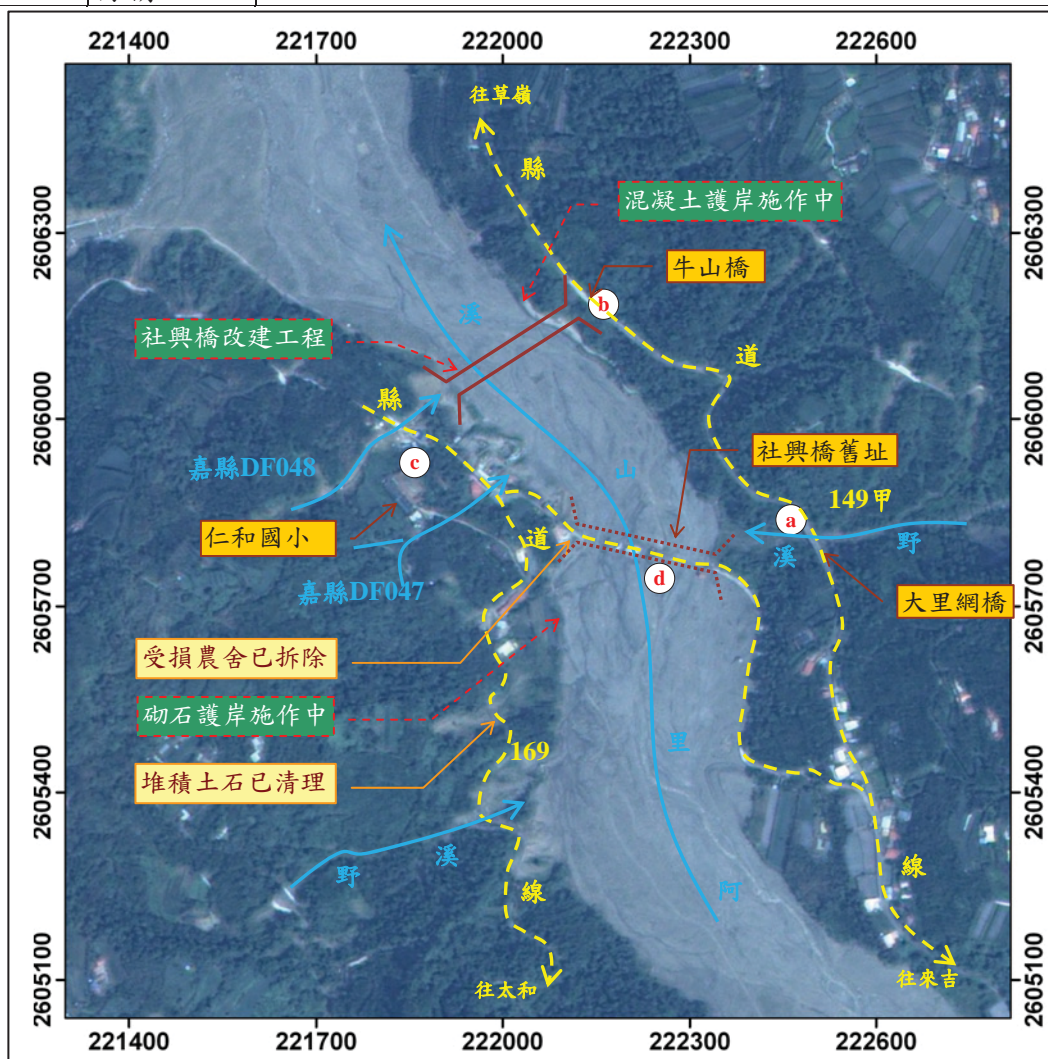 221400 221700 222000 222300 222600
往草嶺
縣
混凝土護岸施作中
2606300
2606300
牛山橋
b
溪
社興橋改建工程
道
縣
2606000
2606000
社興橋舊址
c
嘉縣DF048
山
149甲
a
仁和國小
道
溪
野
d
嘉縣DF047
大里網橋
2605700
2605700
受損農舍已拆除
砌石護岸施作中
里
169
堆積土石已清理
2605400
2605400
野
溪
線
阿
線
往太和
往來吉
2605100
2605100
221400 221700 222000 222300 222600